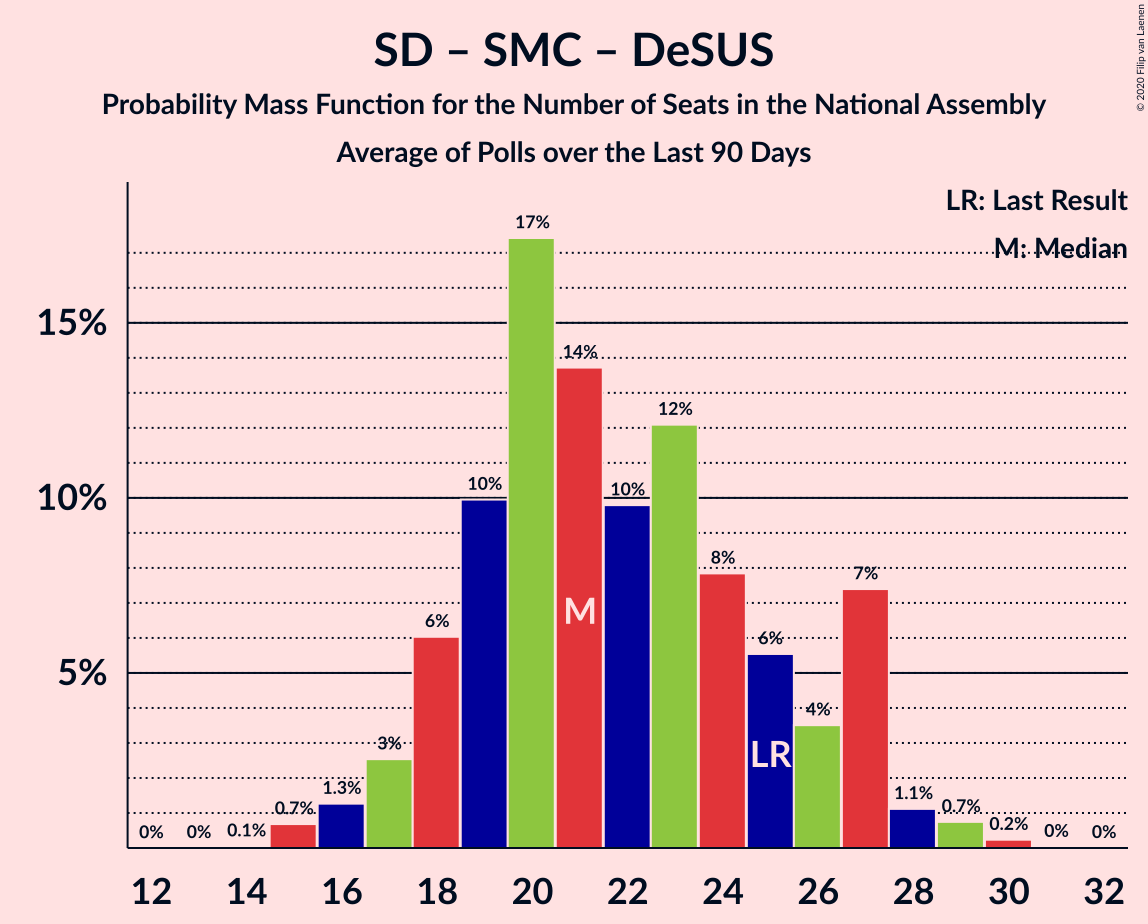 SD – SMC – DeSUS
Probability Mass Function for the Number of Seats in the National Assembly
Average of Polls over the Last 90 Days
© 2020 Filip van Laenen
LR: Last Result
M: Median
15%
10%
5%
0%
0%
0.1%
0.7%
1.3%
3%
6%
10%
17%
14%
10%
12%
8%
6%
4%
7%
1.1%
0.7%
0.2%
0%
0%
M
LR
12 14 16 18 20 22 24 26 28 30 32